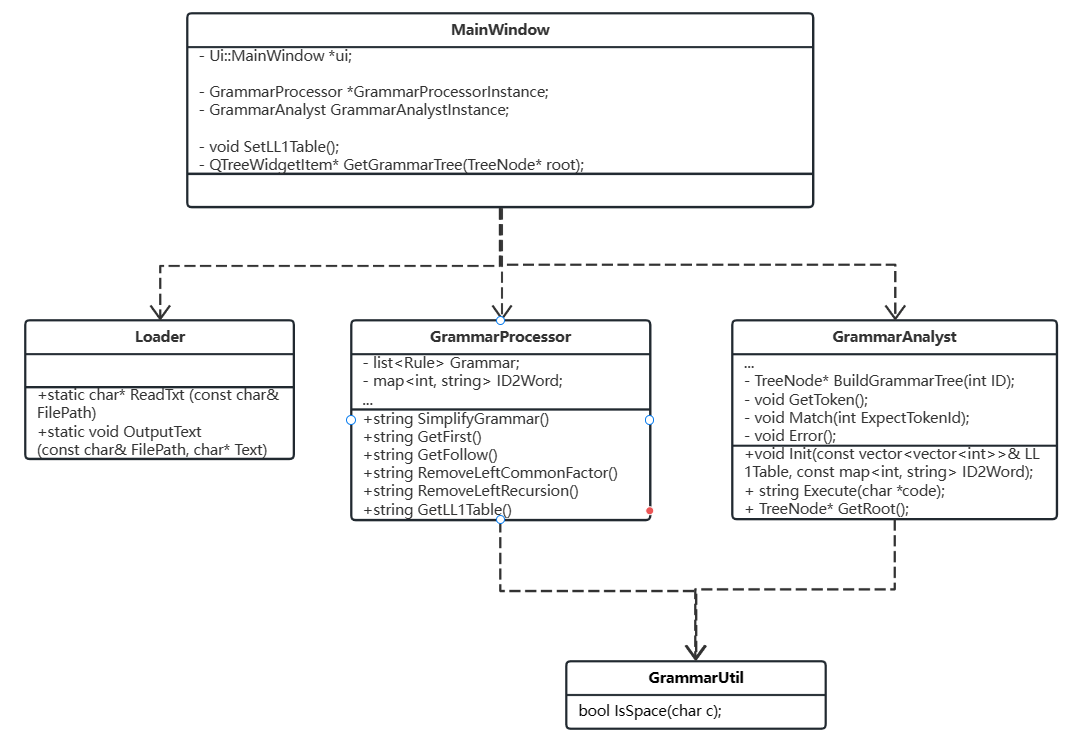 MainWindow
- Ui::MainWindow *ui;
- GrammarProcessor *GrammarProcessorInstance;
- GrammarAnalyst GrammarAnalystInstance;
- void SetLL1Table();
- QTreeWidgetItem* GetGrammarTree(TreeNode* root);
Loader
+static char* ReadTxt (const char&
FilePath)
+static void OutputText
(const char& FilePath, char* Text)
GrammarProcessor
- list<Rule> Grammar;
- map<int, string> ID2Word;
...
+string SimplifyGrammar()
+string GetFirst()
+string GetFollow()
+string RemoveLeftCommonFactor()
+string RemoveLeftRecursion()
+string GetLL1Table()
GrammarAnalyst
...
- TreeNode* BuildGrammarTree(int ID);
- void GetToken();
- void Match(int ExpectTokenId);
- void Error();
+void Init(const vector<vector<int>>& LL
1Table, const map<int, string> ID2Word);
+ string Execute(char *code);
+ TreeNode* GetRoot();
GrammarUtil
bool IsSpace(char c);